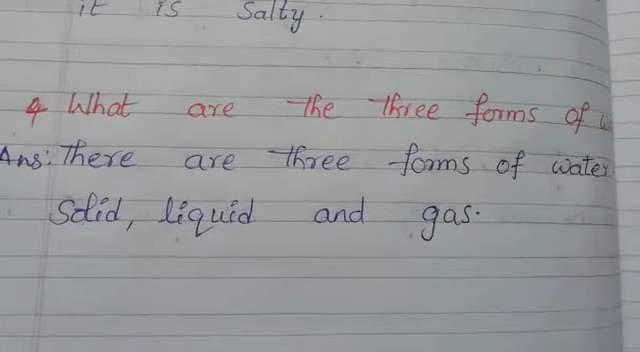 it is salty.
4 What are the three forms of
Ans: There are three forms of water
Solid, liquid and gas.